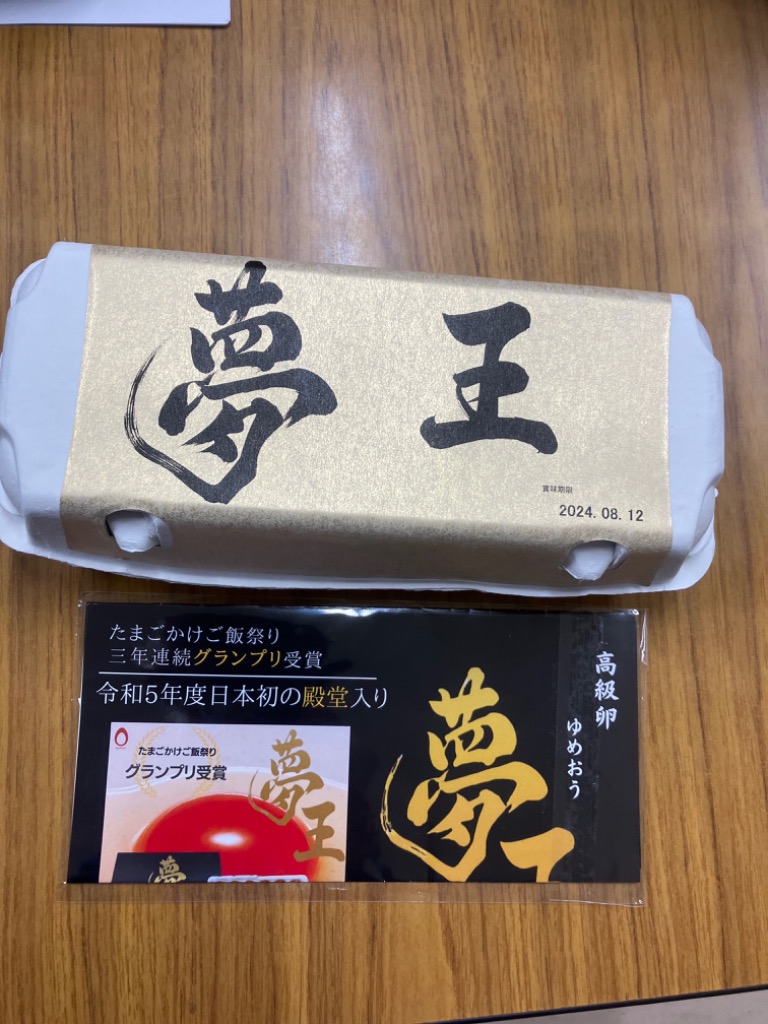 夢王
賞味期限
2024.08.12
たまごかけご飯祭り
三年連続グランプリ受賞
令和5年度日本初の殿堂入り
高級卵
ゆめおう
夢王
たまごかけご飯祭り
グランプリ受賞
夢王
夢